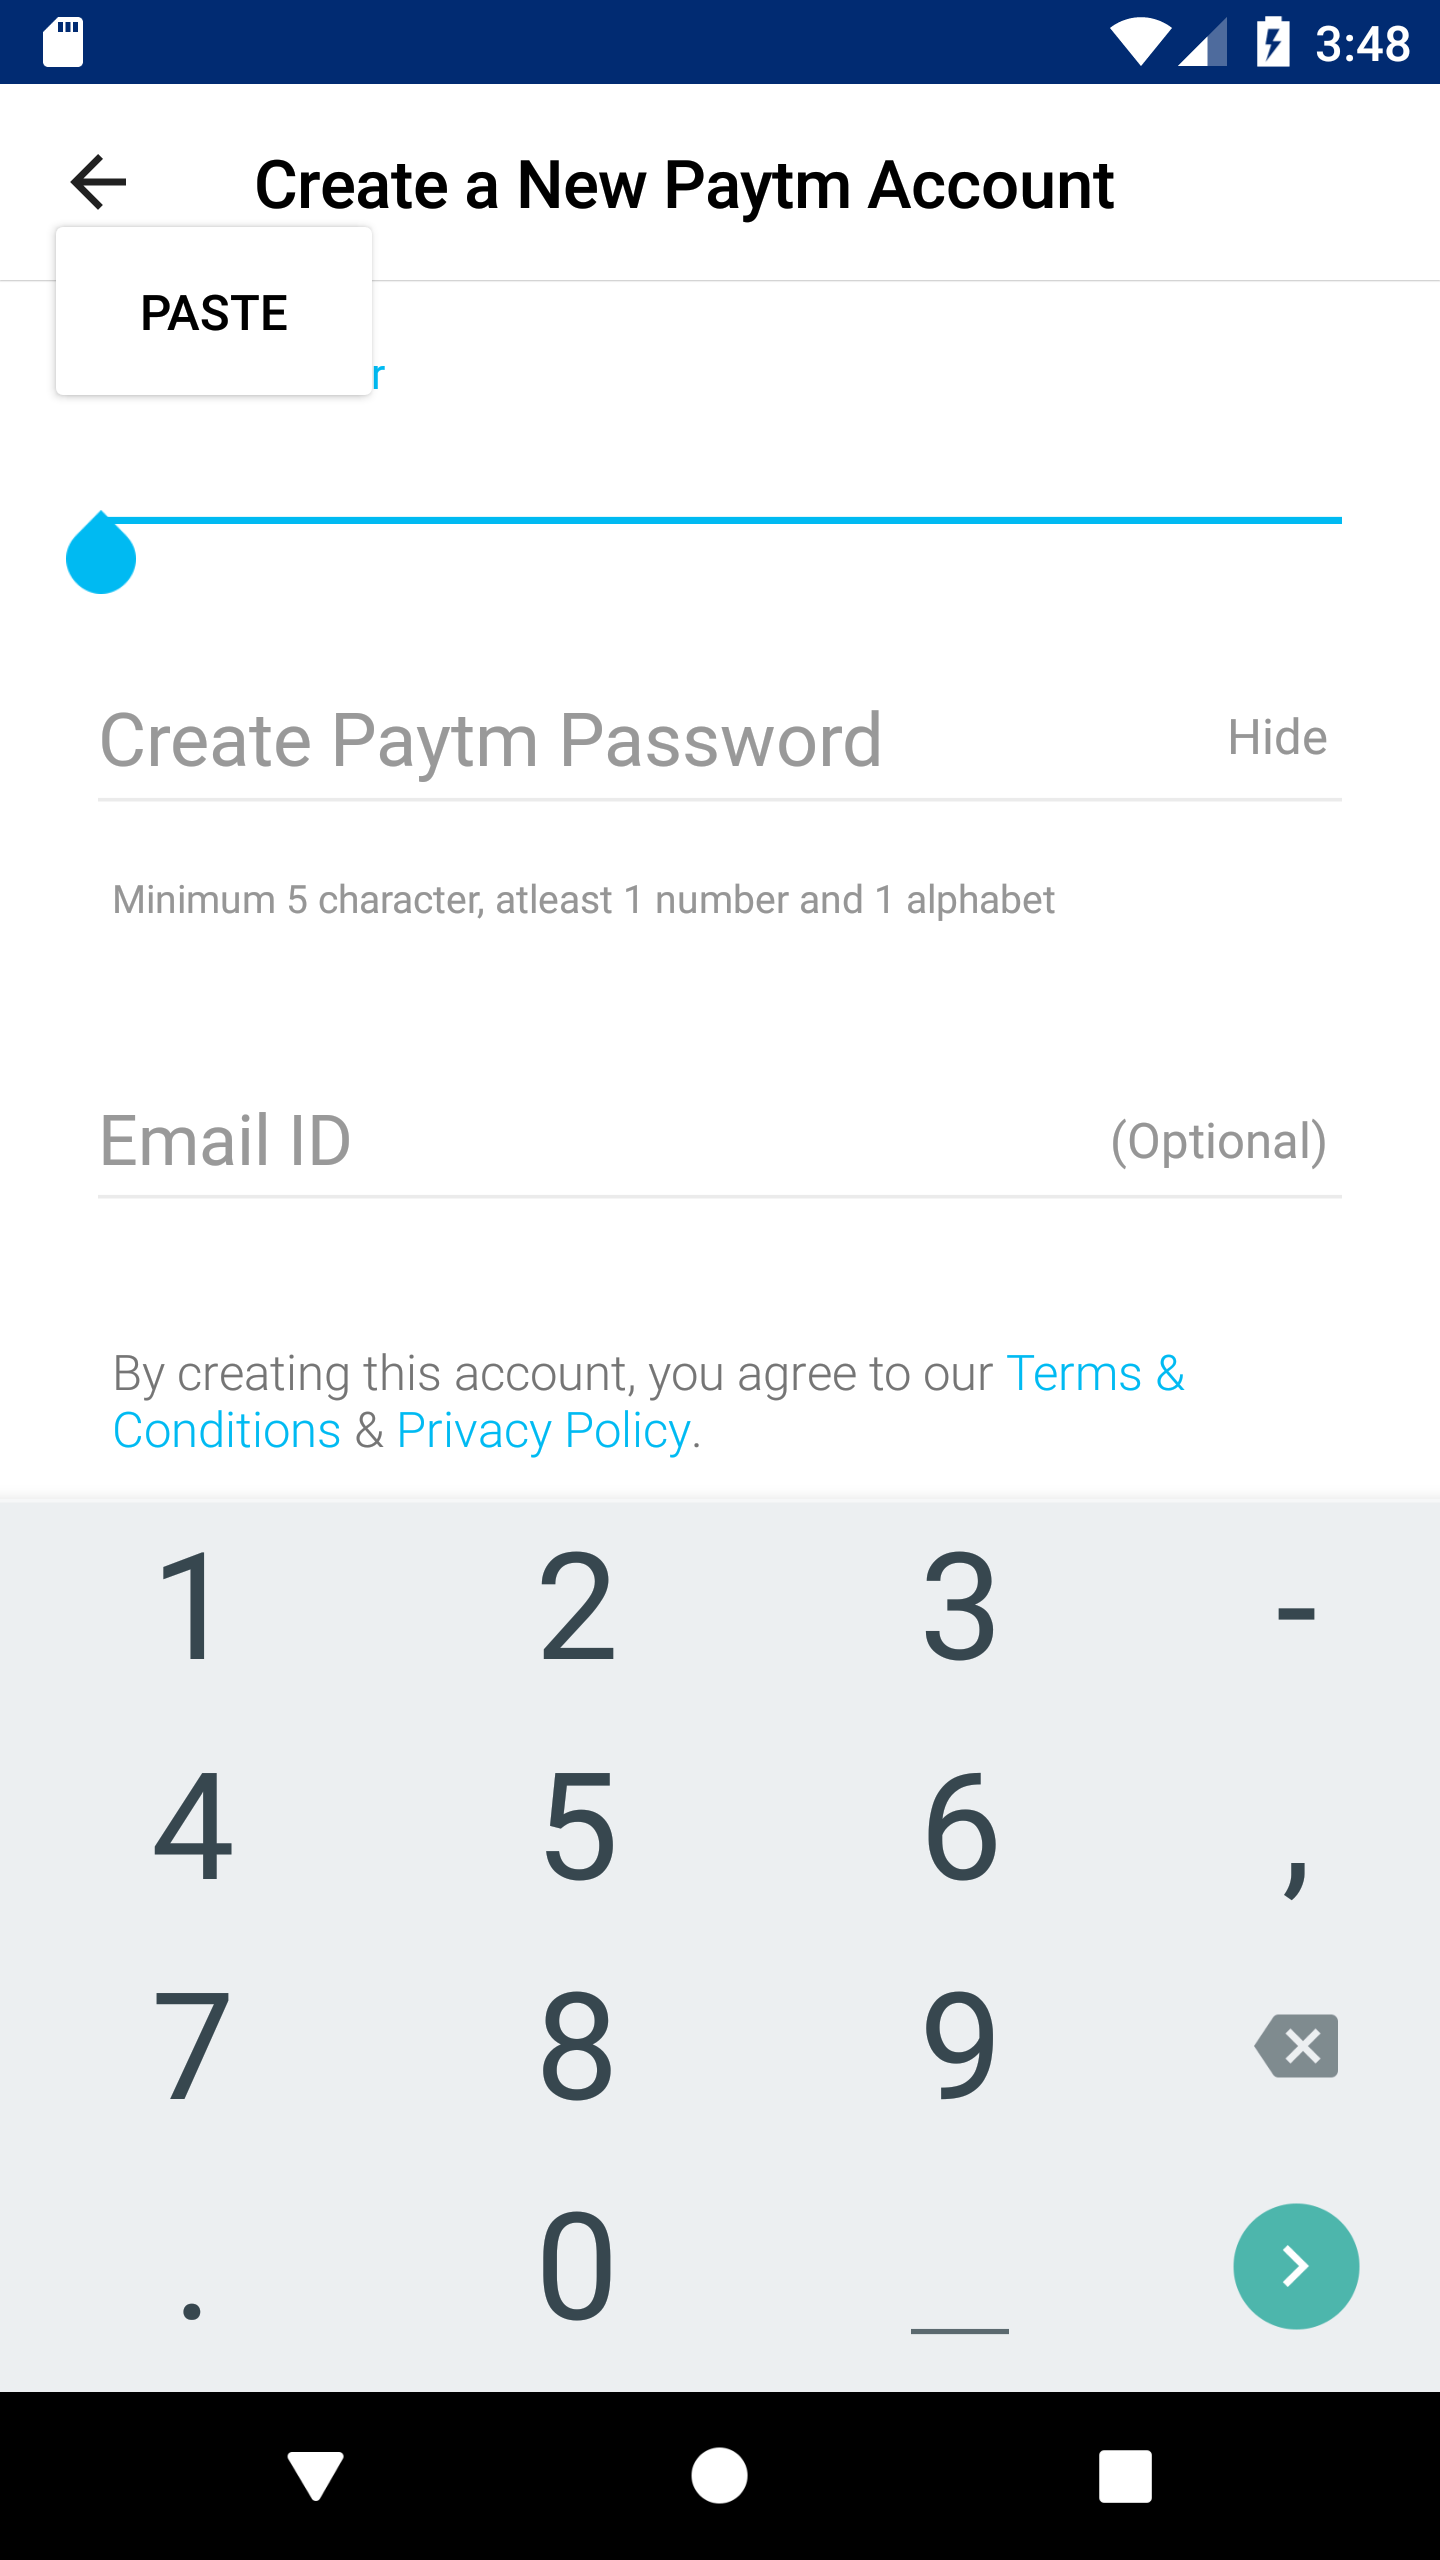 3:48
Create a New Paytm Account
PASTE
r
Create Paytm Password
Hide
Minimum 5 character, atleast 1 number and 1 alphabet
Email ID
(Optional)
By creating this account, you agree to our Terms &
Conditions & Privacy Policy.
1 2 3 -
4 5 6 ,
7 8 9
. 0 _